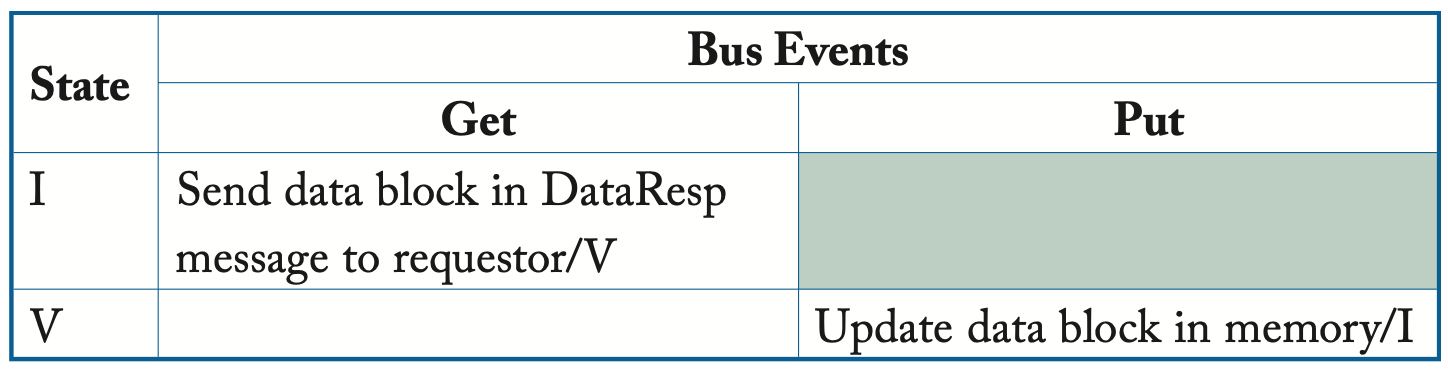 State
Bus Events
Get
Put
I
Send data block in DataResp
message to requestor/V
V
Update data block in memory/I